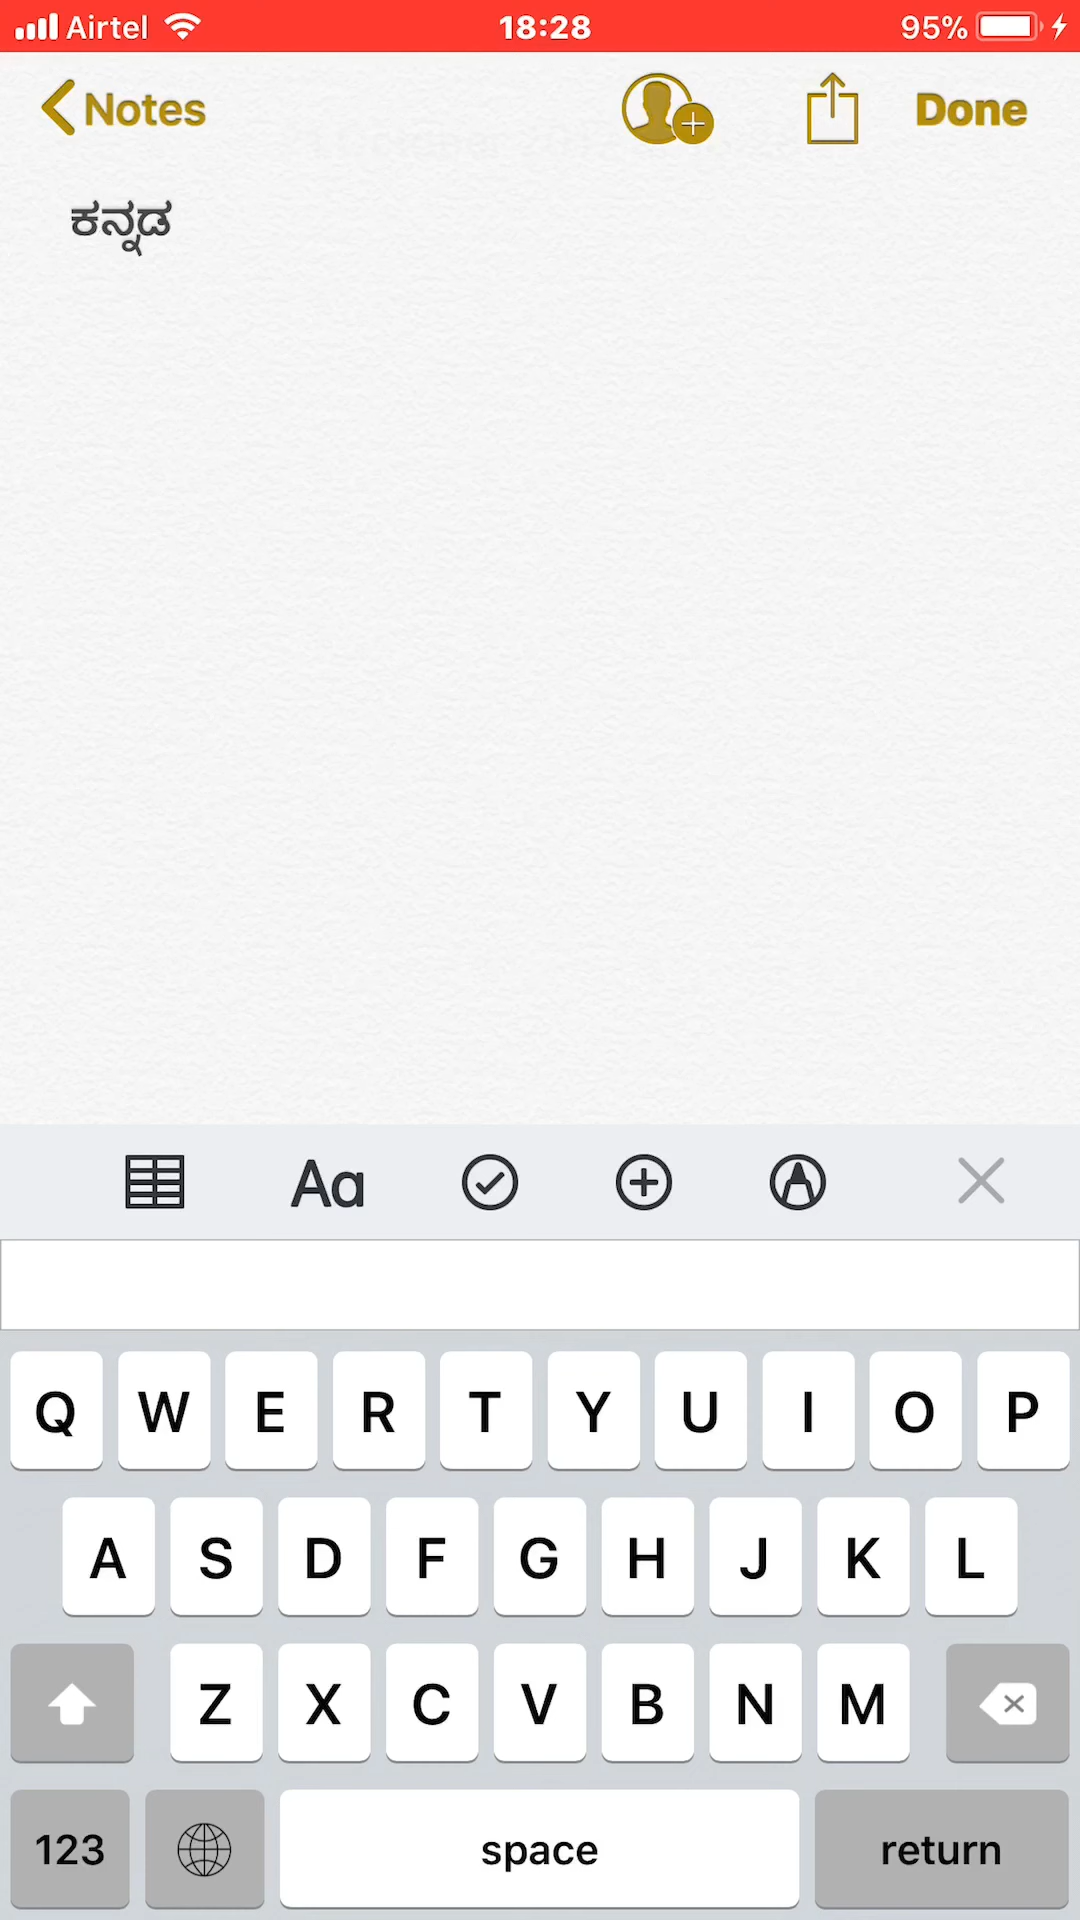 Airtel 18:28 95%
Notes Done
ಕನ್ನಡ
Aa
Q W E R T Y U I O P
A S D F G H J K L
Z X C V B N M
123 space return